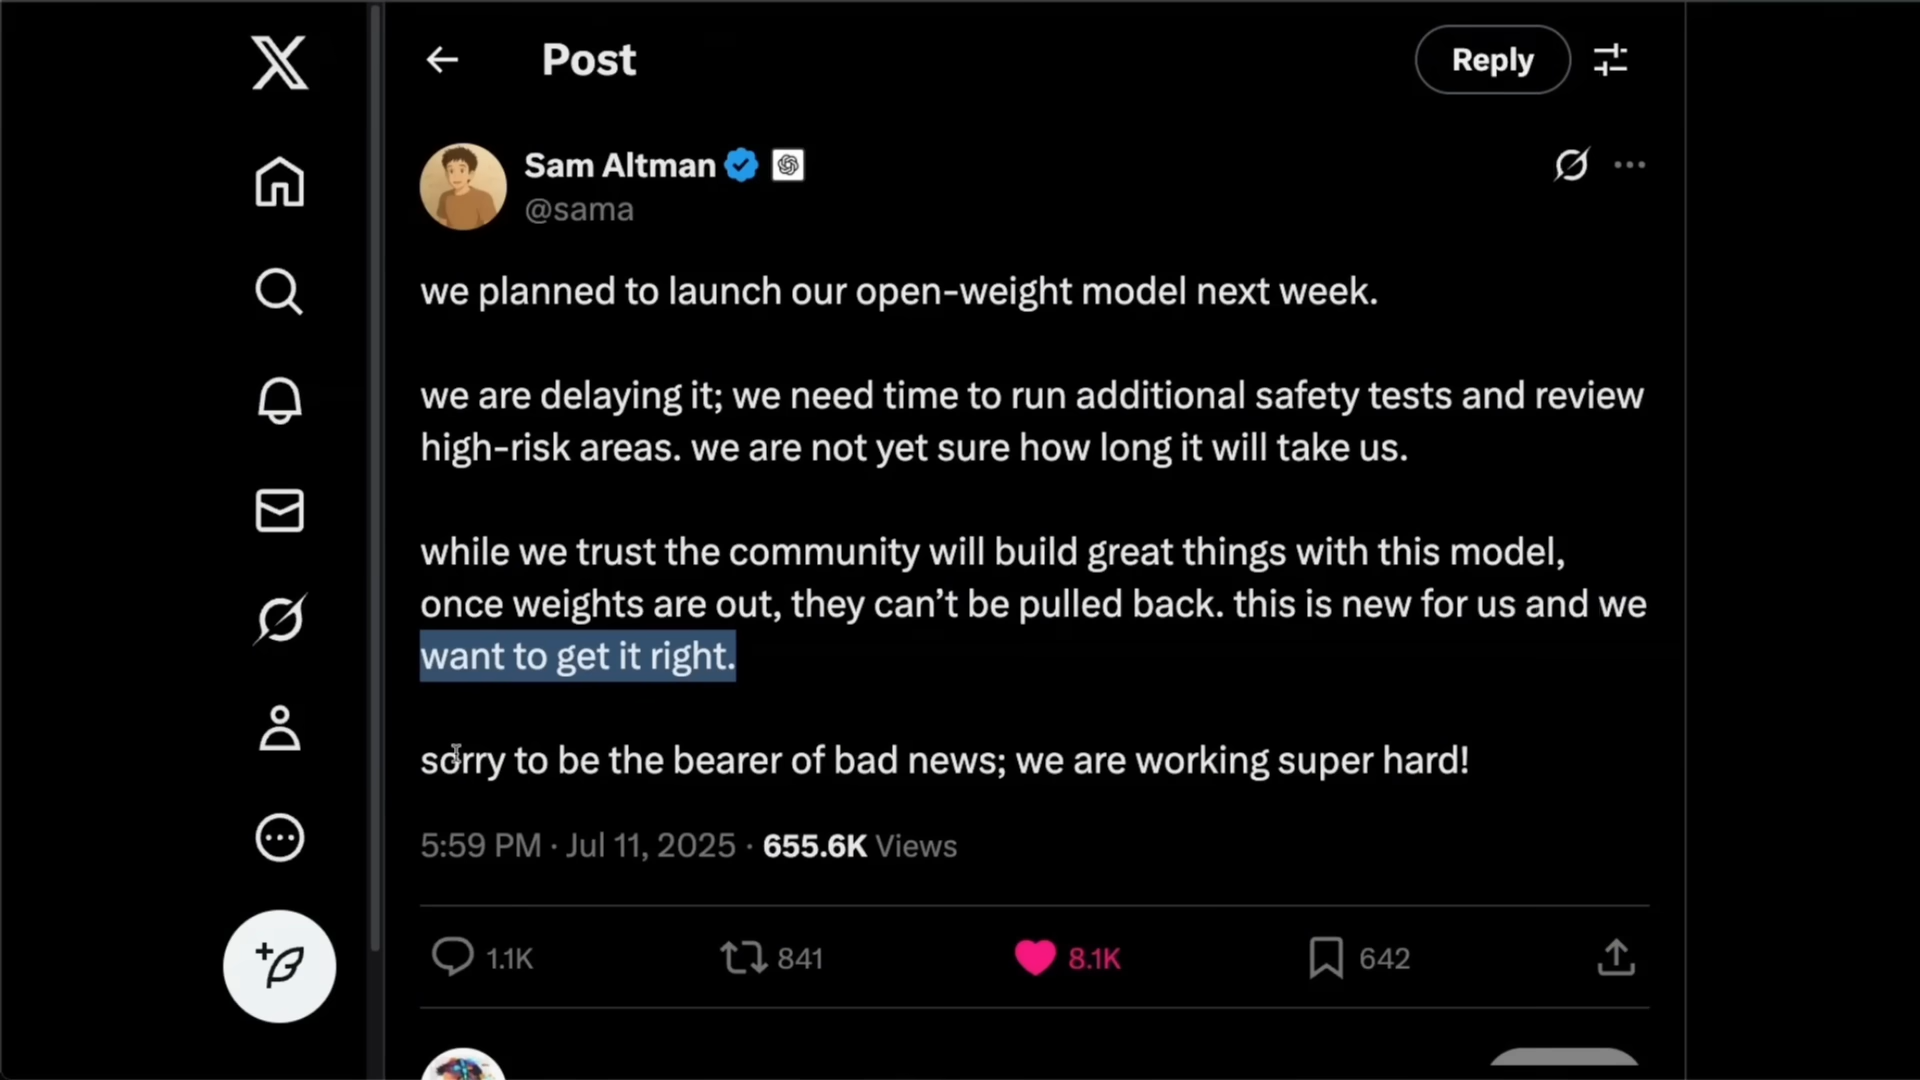 Post
Reply
Sam Altman
@sama
we planned to launch our open-weight model next week.
we are delaying it; we need time to run additional safety tests and review
high-risk areas. we are not yet sure how long it will take us.
while we trust the community will build great things with this model,
once weights are out, they can’t be pulled back. this is new for us and we
want to get it right.
sorry to be the bearer of bad news; we are working super hard!
5:59 PM · Jul 11, 2025 · 655.6K Views
1.1K 841 8.1K 642